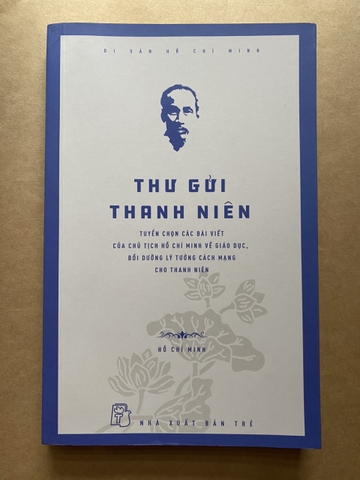 DI SẢN HỒ CHÍ MINH
THƯ GỬI
THANH NIÊN
TUYỂN CHỌN CÁC BÀI VIẾT
CỦA CHỦ TỊCH HỒ CHÍ MINH VỀ GIÁO DỤC,
BỒI DƯỠNG LÝ TƯỞNG CÁCH MẠNG
CHO THANH NIÊN
HỒ CHÍ MINH
NHÀ XUẤT BẢN TRẺ